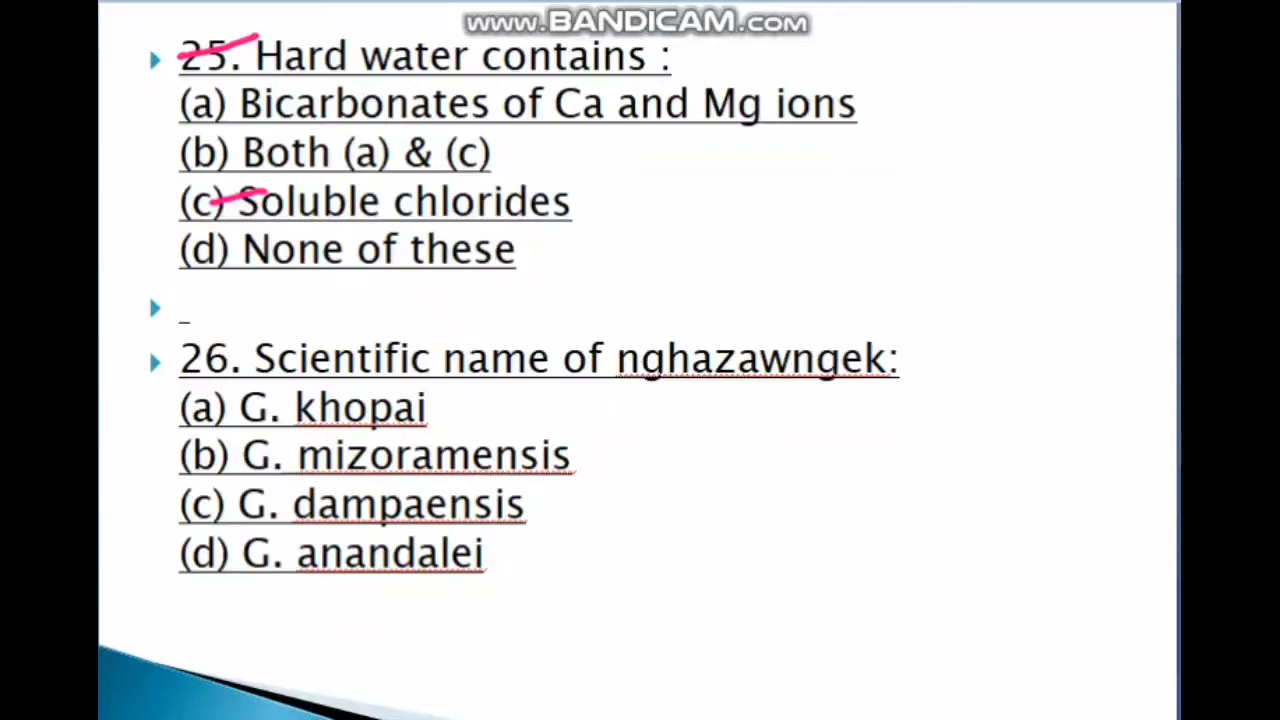 www.BANDICAM.com
25. Hard water contains :
(a) Bicarbonates of Ca and Mg ions
(b) Both (a) & (c)
(c) Soluble chlorides
(d) None of these
26. Scientific name of nghazawngek:
(a) G. khopai
(b) G. mizoramensis
(c) G. dampaensis
(d) G. anandalei